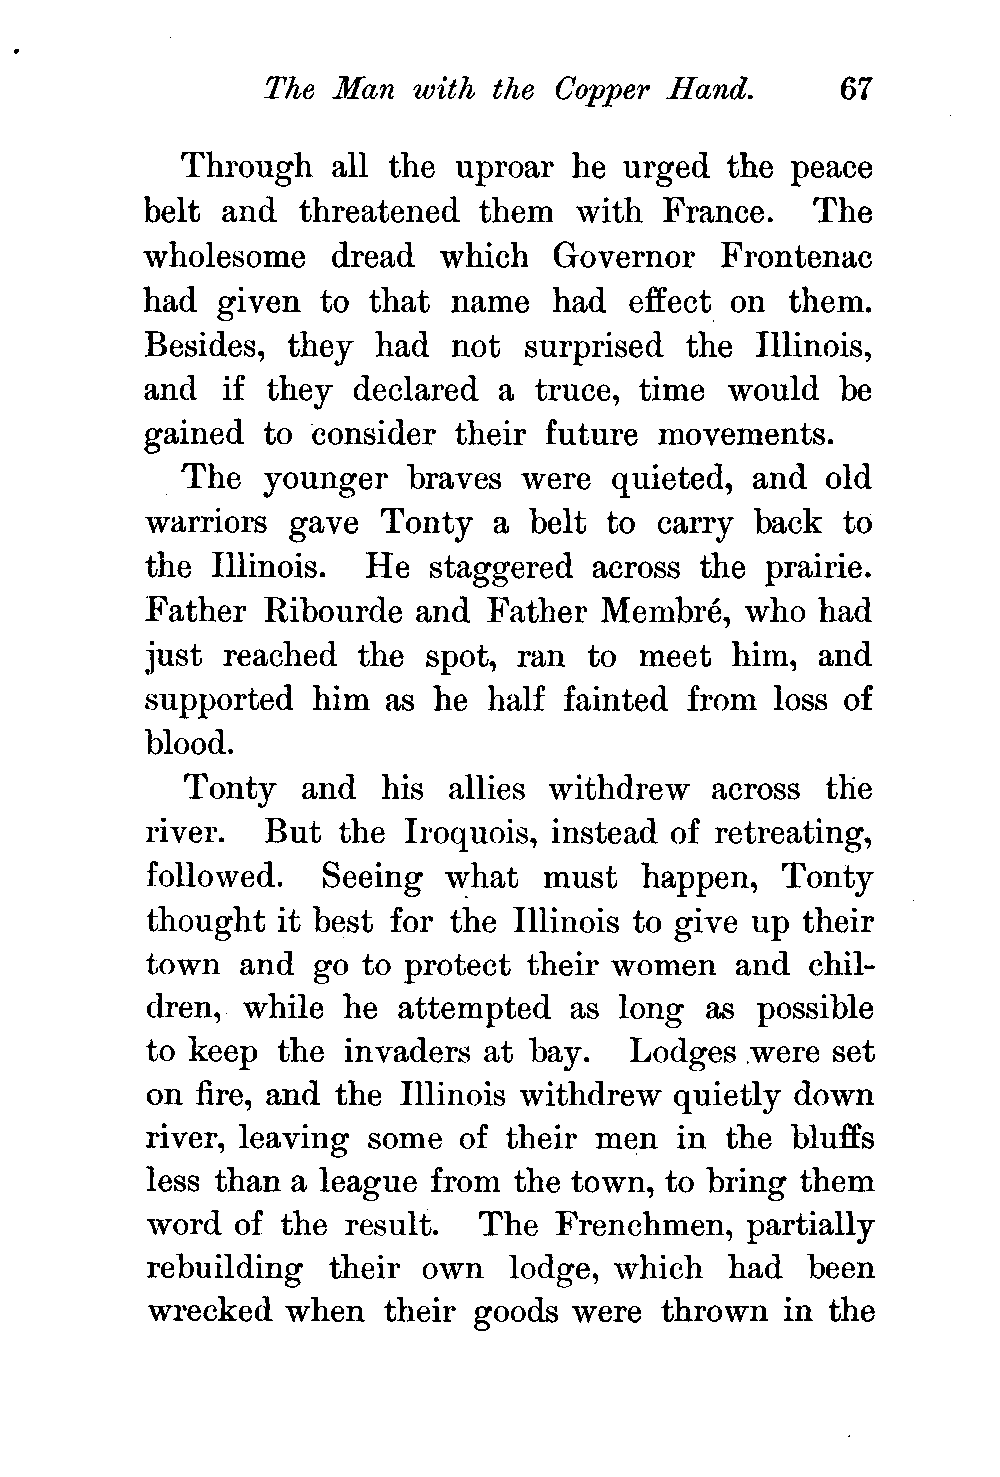 The Man with the Copper Hand. 67
Through all the uproar he urged the peace
belt and threatened them with France. The
wholesome dread which Governor Frontenac
had given to that name had effect on them.
Besides, they had not surprised the Illinois,
and if they declared a truce, time would be
gained to consider their future movements.
The younger braves were quieted, and old
warriors gave Tonty a belt to carry back to
the Illinois. He staggered across the prairie.
Father Ribourde and Father Membré, who had
just reached the spot, ran to meet him, and
supported him as he half fainted from loss of
blood.
Tonty and his allies withdrew across the
river. But the Iroquois, instead of retreating,
followed. Seeing what must happen, Tonty
thought it best for the Illinois to give up their
town and go to protect their women and chil-
dren, while he attempted as long as possible
to keep the invaders at bay. Lodges were set
on fire, and the Illinois withdrew quietly down
river, leaving some of their men in the bluffs
less than a league from the town, to bring them
word of the result. The Frenchmen, partially
rebuilding their own lodge, which had been
wrecked when their goods were thrown in the